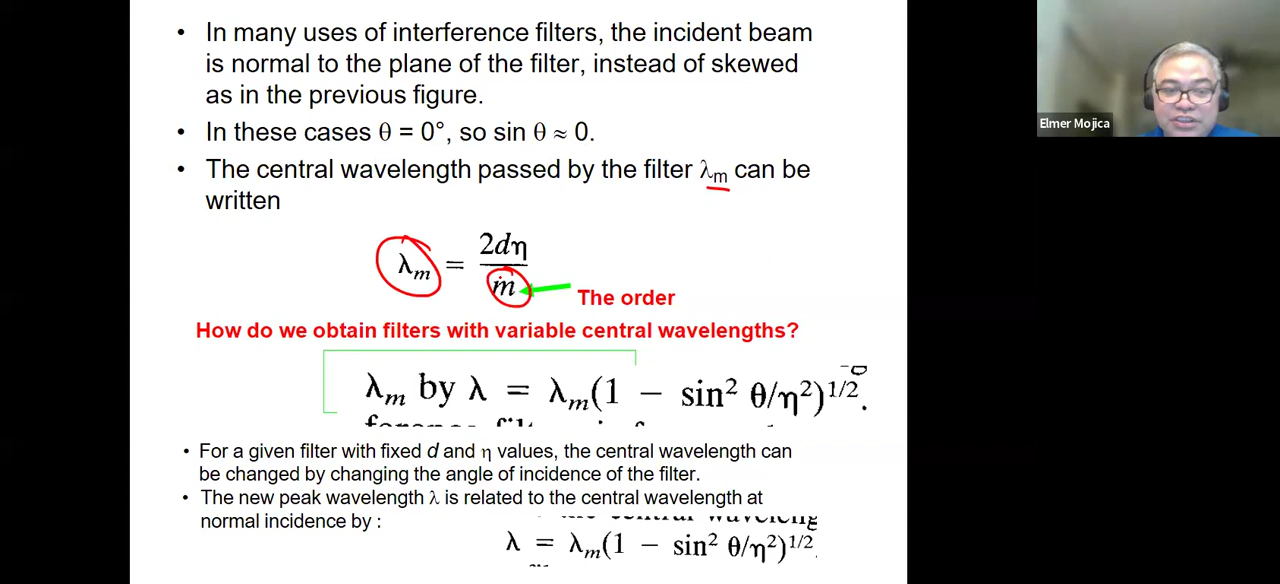 • In many uses of interference filters, the incident beam
is normal to the plane of the filter, instead of skewed
as in the previous figure.
• In these cases θ = 0°, so sin θ ≈ 0.
• The central wavelength passed by the filter λm can be
written
λm = 2dη / m
The order
How do we obtain filters with variable central wavelengths?
λm by λ = λm(1 − sin² θ/η²)1/2.
• For a given filter with fixed d and η values, the central wavelength can
be changed by changing the angle of incidence of the filter.
• The new peak wavelength λ is related to the central wavelength at
normal incidence by :
λ = λm(1 − sin² θ/η²)1/2
Elmer Mojica